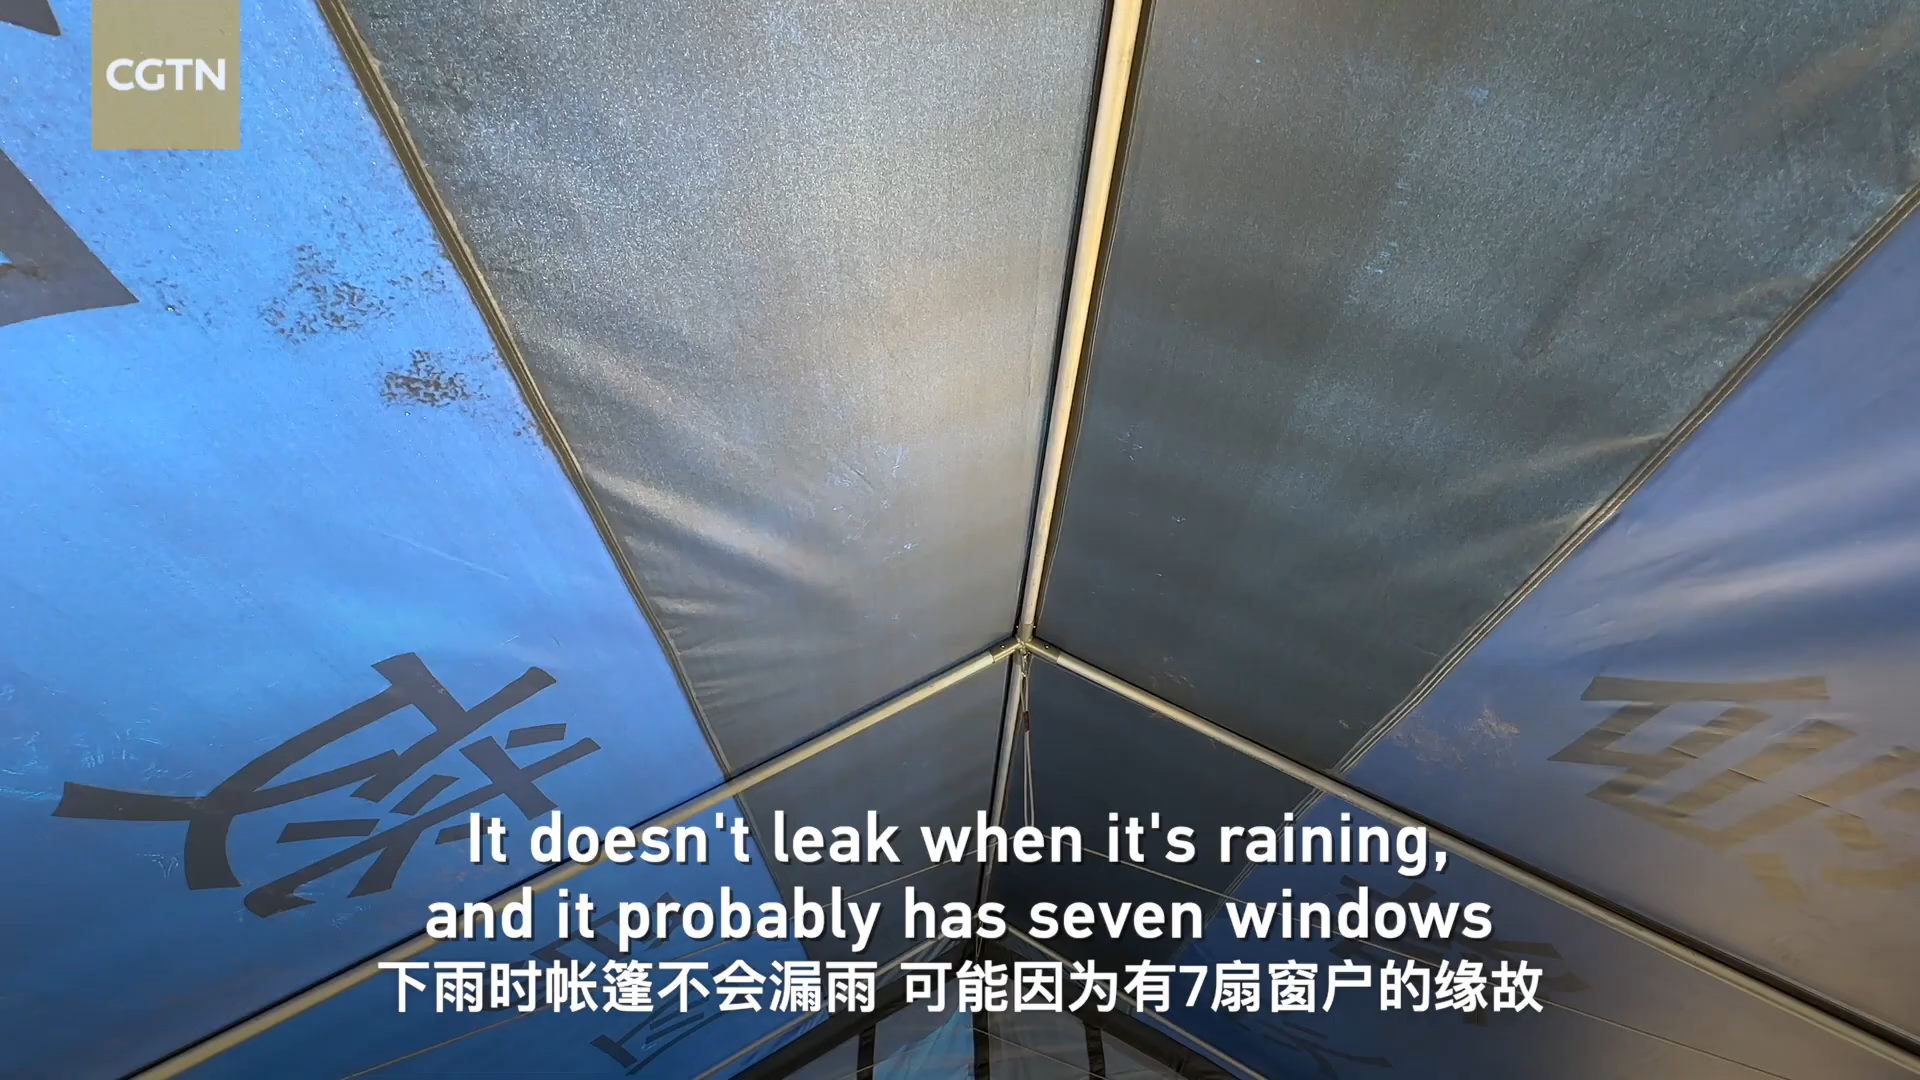 CGTN
It doesn't leak when it's raining,
and it probably has seven windows
下雨时帐篷不会漏雨 可能因为有7扇窗户的缘故